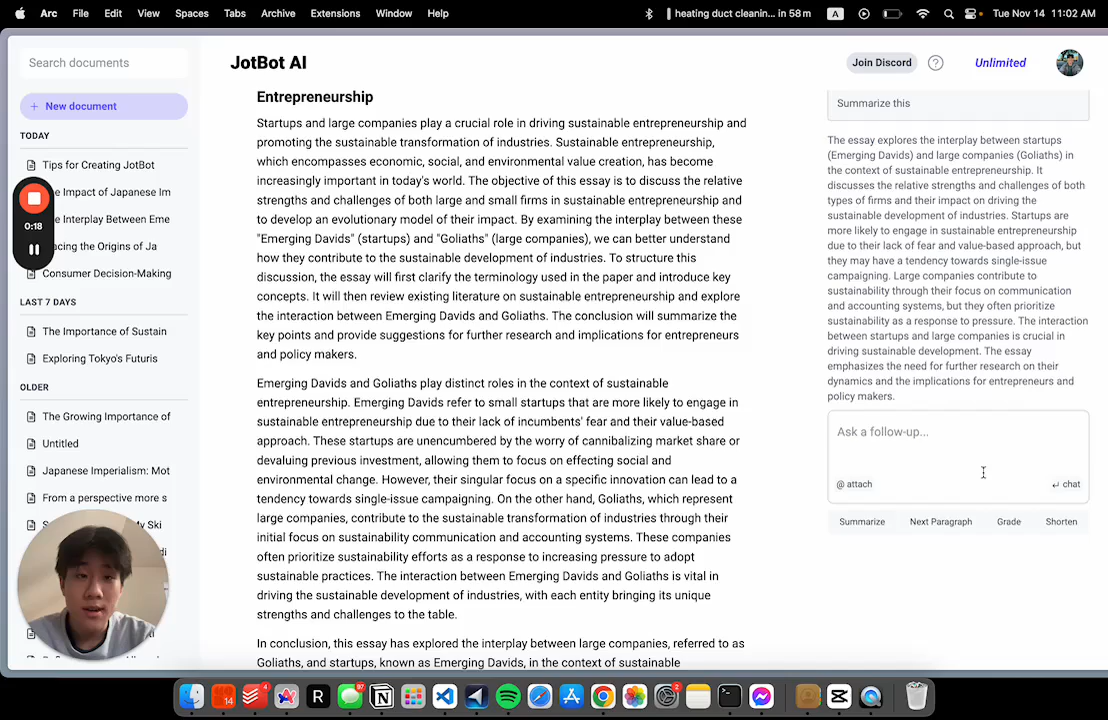 Arc File Edit View Spaces Tabs Archive Extensions Window Help
heating duct cleanin... in 58 m
A
Tue Nov 14 11:02 AM
Search documents
+ New document
TODAY
Tips for Creating JotBot
e Impact of Japanese Im
e Interplay Between Eme
acing the Origins of Ja
Consumer Decision-Making
0:18
LAST 7 DAYS
The Importance of Sustain
Exploring Tokyo's Futuris
OLDER
The Growing Importance of
Untitled
Japanese Imperialism: Mot
From a perspective more s
y Ski
JotBot AI
Join Discord
?
Unlimited
Entrepreneurship
Startups and large companies play a crucial role in driving sustainable entrepreneurship and
promoting the sustainable transformation of industries. Sustainable entrepreneurship,
which encompasses economic, social, and environmental value creation, has become
increasingly important in today's world. The objective of this essay is to discuss the relative
strengths and challenges of both large and small firms in sustainable entrepreneurship and
to develop an evolutionary model of their impact. By examining the interplay between these
"Emerging Davids" (startups) and "Goliaths" (large companies), we can better understand
how they contribute to the sustainable development of industries. To structure this
discussion, the essay will first clarify the terminology used in the paper and introduce key
concepts. It will then review existing literature on sustainable entrepreneurship and explore
the interaction between Emerging Davids and Goliaths. The conclusion will summarize the
key points and provide suggestions for further research and implications for entrepreneurs
and policy makers.
Emerging Davids and Goliaths play distinct roles in the context of sustainable
entrepreneurship. Emerging Davids refer to small startups that are more likely to engage in
sustainable entrepreneurship due to their lack of incumbents' fear and their value-based
approach. These startups are unencumbered by the worry of cannibalizing market share or
devaluing previous investment, allowing them to focus on effecting social and
environmental change. However, their singular focus on a specific innovation can lead to a
tendency towards single-issue campaigning. On the other hand, Goliaths, which represent
large companies, contribute to the sustainable transformation of industries through their
initial focus on sustainability communication and accounting systems. These companies
often prioritize sustainability efforts as a response to increasing pressure to adopt
sustainable practices. The interaction between Emerging Davids and Goliaths is vital in
driving the sustainable development of industries, with each entity bringing its unique
strengths and challenges to the table.
In conclusion, this essay has explored the interplay between large companies, referred to as
Goliaths, and startups, known as Emerging Davids, in the context of sustainable
Summarize this
The essay explores the interplay between startups
(Emerging Davids) and large companies (Goliaths) in
the context of sustainable entrepreneurship. It
discusses the relative strengths and challenges of both
types of firms and their impact on driving the
sustainable development of industries. Startups are
more likely to engage in sustainable entrepreneurship
due to their lack of fear and value-based approach, but
they may have a tendency towards single-issue
campaigning. Large companies contribute to
sustainability through their focus on communication
and accounting systems, but they often prioritize
sustainability as a response to pressure. The interaction
between startups and large companies is crucial in
driving sustainable development. The essay
emphasizes the need for further research on their
dynamics and the implications for entrepreneurs and
policy makers.
Ask a follow-up...
@ attach
↵ chat
Summarize Next Paragraph Grade Shorten